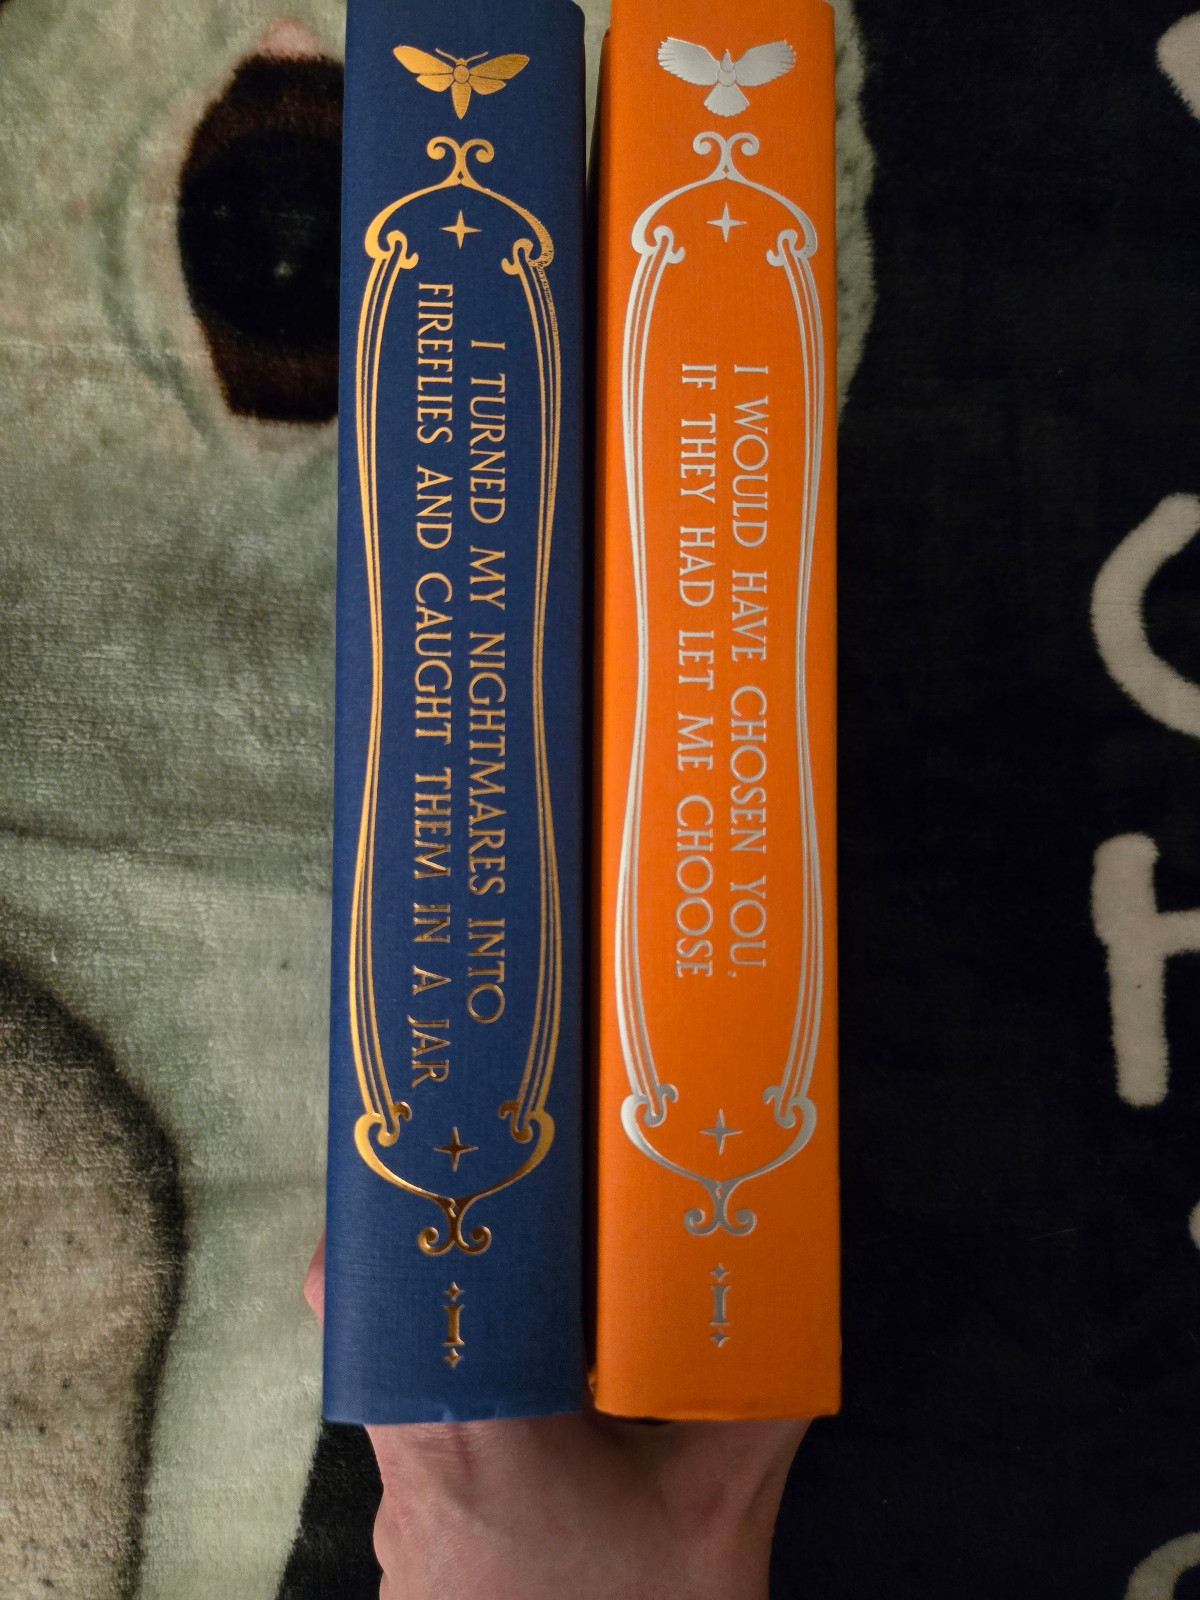 I TURNED MY NIGHTMARES INTO
FIREFLIES AND CAUGHT THEM IN A JAR
I
I WOULD HAVE CHOSEN YOU,
IF THEY HAD LET ME CHOOSE
I